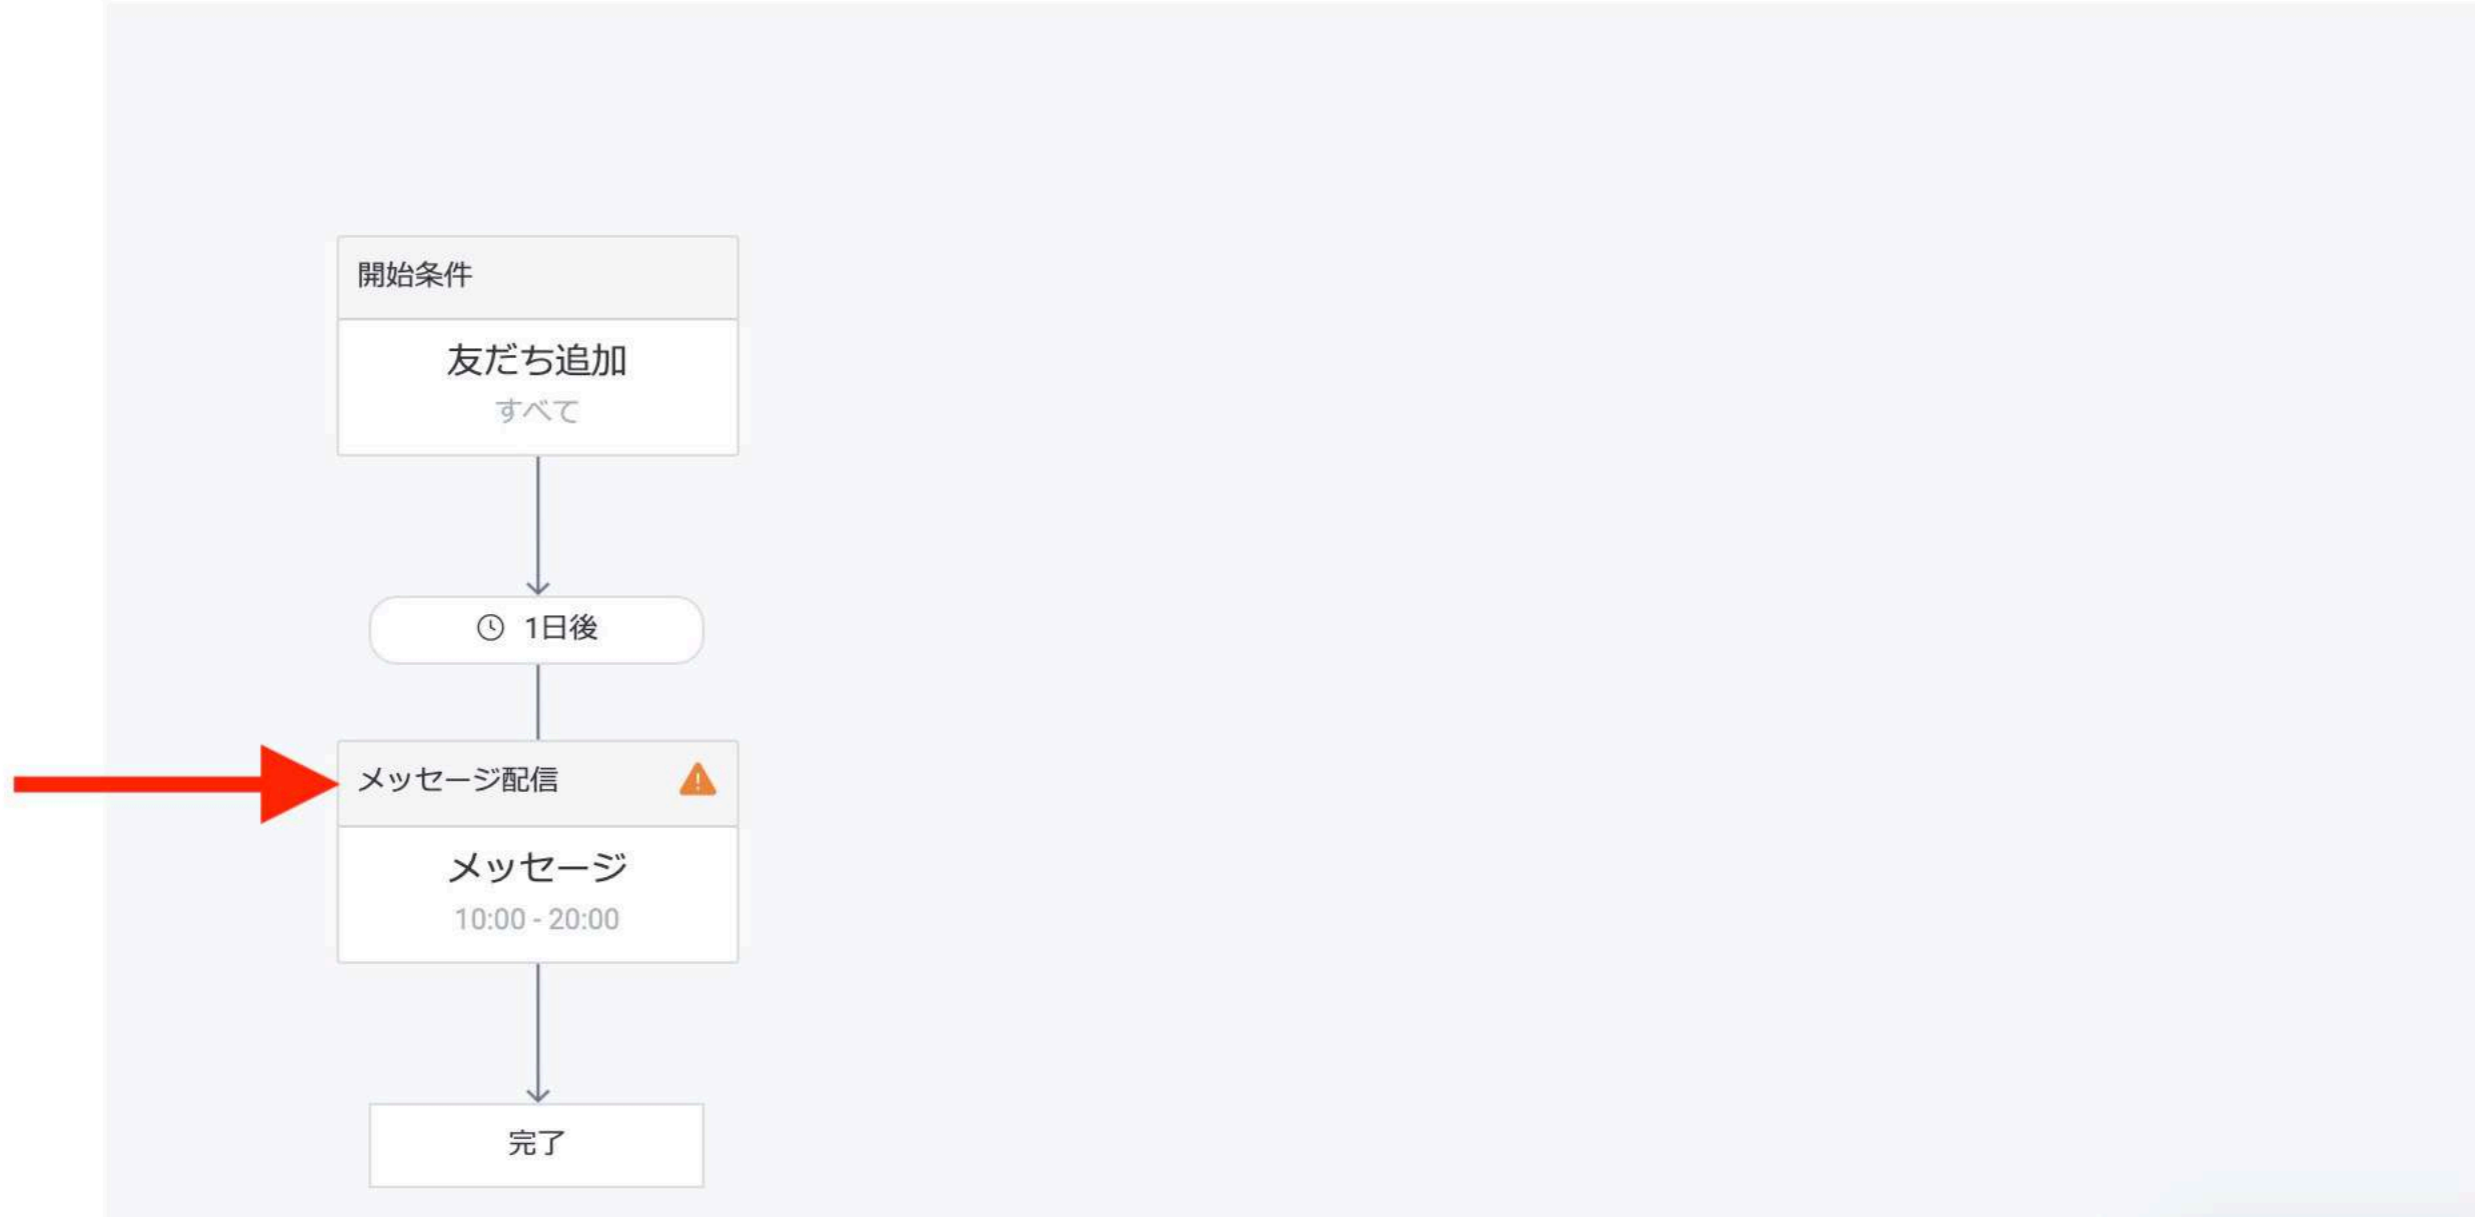 開始条件
友だち追加
すべて
1日後
メッセージ配信
メッセージ
10:00 - 20:00
完了